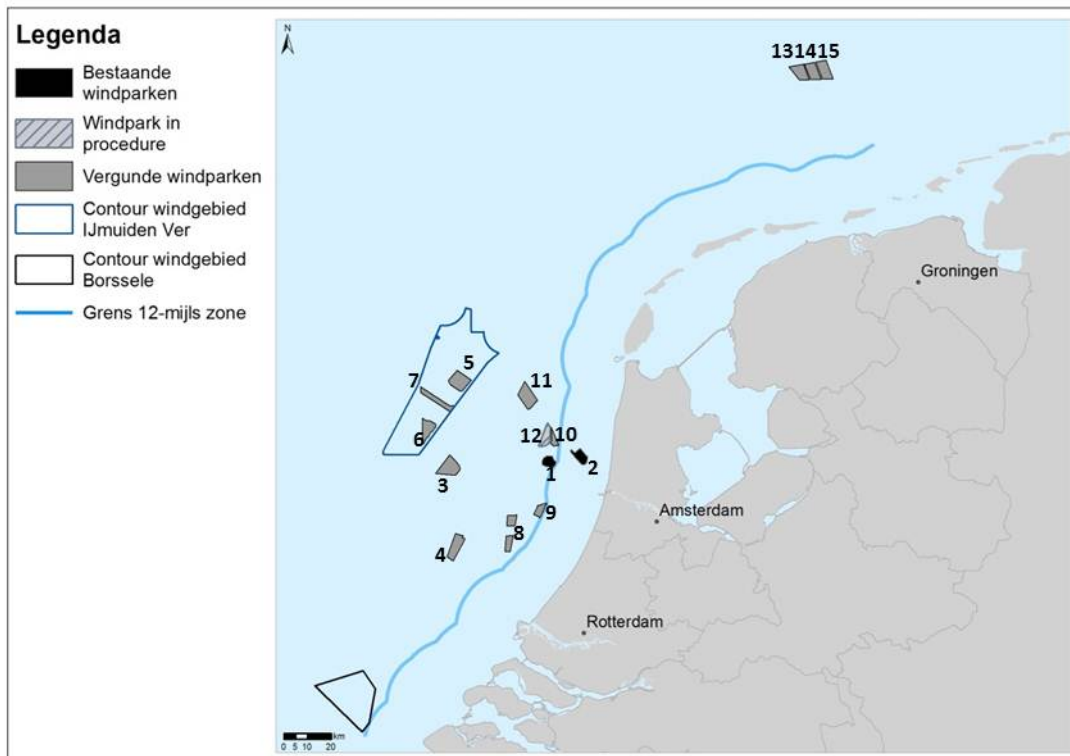 Legenda
Bestaande
windparken
Windpark in
procedure
Vergunde windparken
Contour windgebied
IJmuiden Ver
Contour windgebied
Borssele
Grens 12-mijls zone
N
131415
Groningen
5
7
11
6
12 10
3
1
2
9
Amsterdam
8
4
Rotterdam
km
0 5 10 20